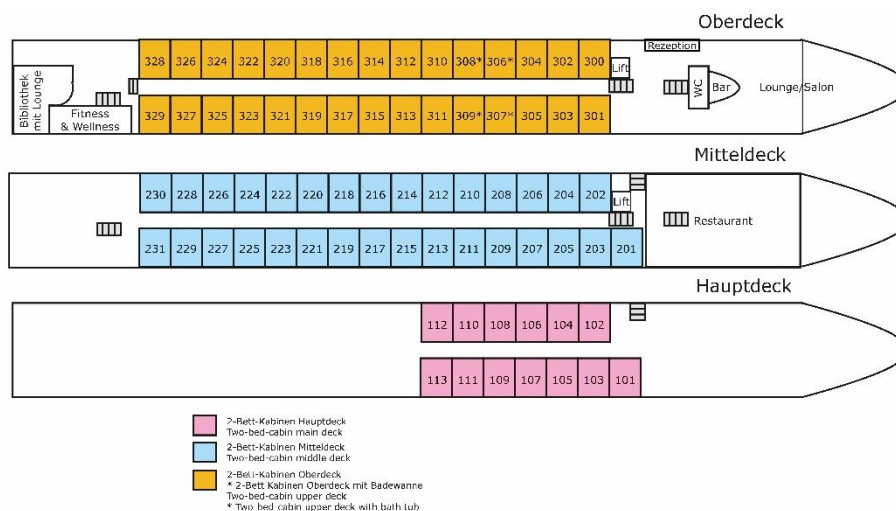 Oberdeck
Rezeption
328 326 324 322 320 318 316 314 312 310 308* 306* 304 302 300
Lift
WC
Bar
Lounge/Salon
Bibliothek
mit Lounge
Fitness
& Wellness
329 327 325 323 321 319 317 315 313 311 309* 307* 305 303 301
Mitteldeck
230 228 226 224 222 220 218 216 214 212 210 208 206 204 202
Lift
Restaurant
231 229 227 225 223 221 219 217 215 213 211 209 207 205 203 201
Hauptdeck
112 110 108 106 104 102
113 111 109 107 105 103 101
2-Bett-Kabinen Hauptdeck
Two-bed-cabin main deck
2-Bett-Kabinen Mitteldeck
Two-bed-cabin middle deck
2-Bett-Kabinen Oberdeck
* 2-Bett Kabinen Oberdeck mit Badewanne
Two-bed-cabin upper deck
* Two bed cabin upper deck with bath tub